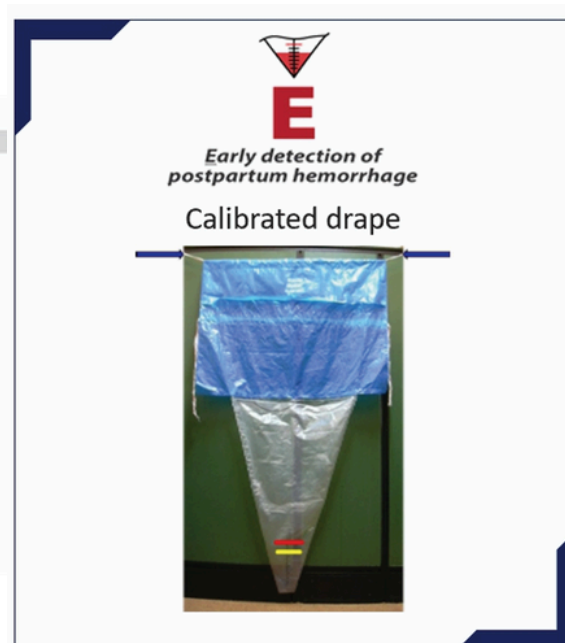 E
Early detection of
postpartum hemorrhage
Calibrated drape